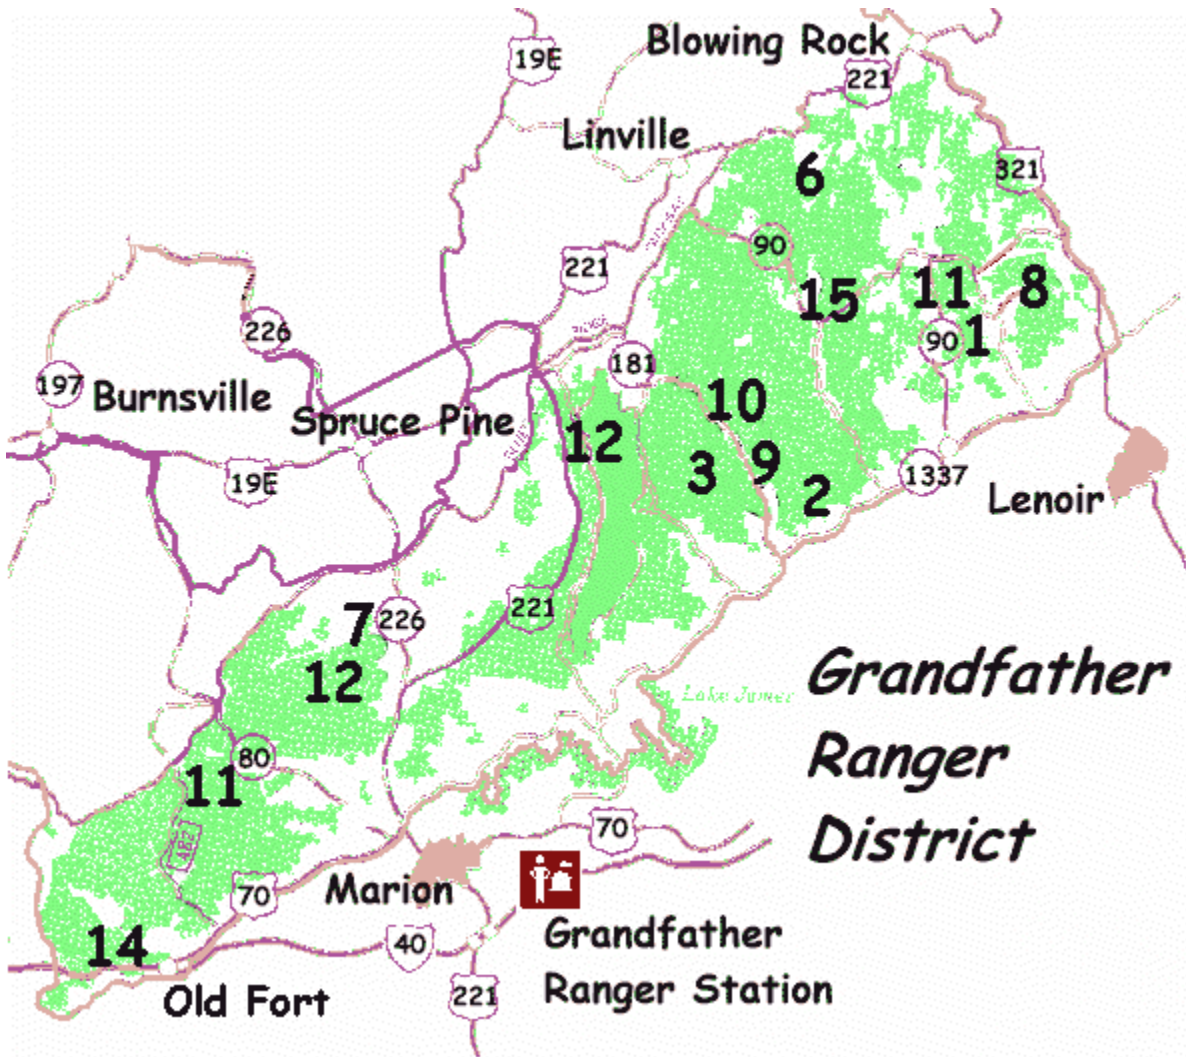 Blowing Rock
19E
221
Linville
321
6
90
221
15
11
8
226
90
1
181
197
Burnsville
10
Spruce Pine
12
9
3
1337
19E
2
Lenoir
221
7
226
12
Grandfather
Lake James
Ranger
80
11
District
70
70
Marion
Grandfather
40
14
Ranger Station
221
Old Fort